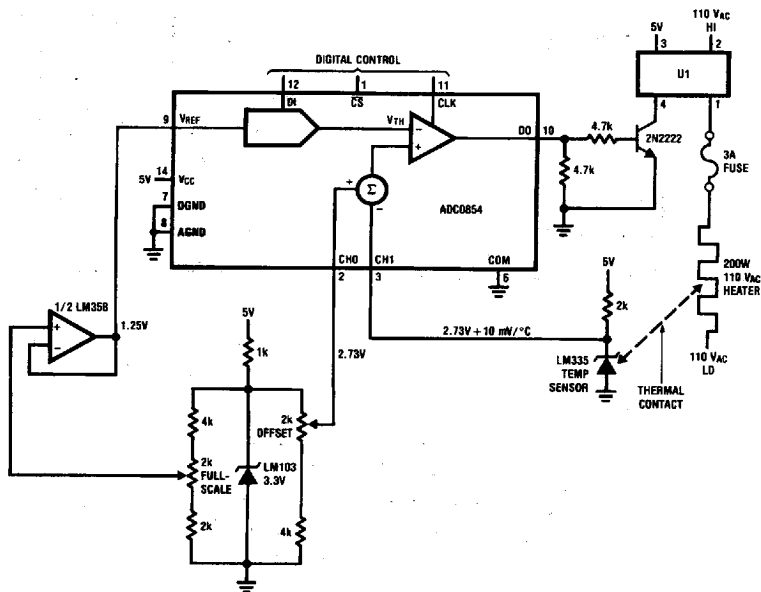 110 VAC
HI
5V
3
2
U1
4
1
DIGITAL CONTROL
12
1
11
DI
CS
CLK
9
VREF
VTH
DO
10
4.7k
2N2222
4.7k
3A
FUSE
5V
14
VCC
7
DGND
8
AGND
+
Σ
-
-
+
ADC0854
CH0
CH1
COM
2
3
5
200W
110 VAC
HEATER
5V
2k
1/2 LM358
+
-
1.25V
5V
1k
2.73V
2.73V + 10 mV/°C
LM335
TEMP
SENSOR
THERMAL
CONTACT
110 VAC
LO
4k
2k
OFFSET
2k
FULL-
SCALE
LM103
3.3V
2k
4k